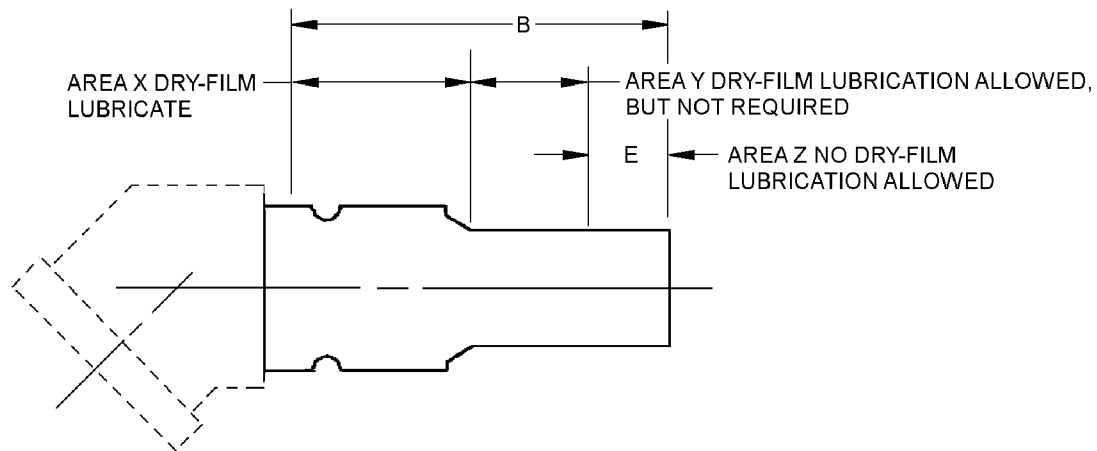 B
AREA X DRY-FILM
LUBRICATE
AREA Y DRY-FILM LUBRICATION ALLOWED,
BUT NOT REQUIRED
E
AREA Z NO DRY-FILM
LUBRICATION ALLOWED